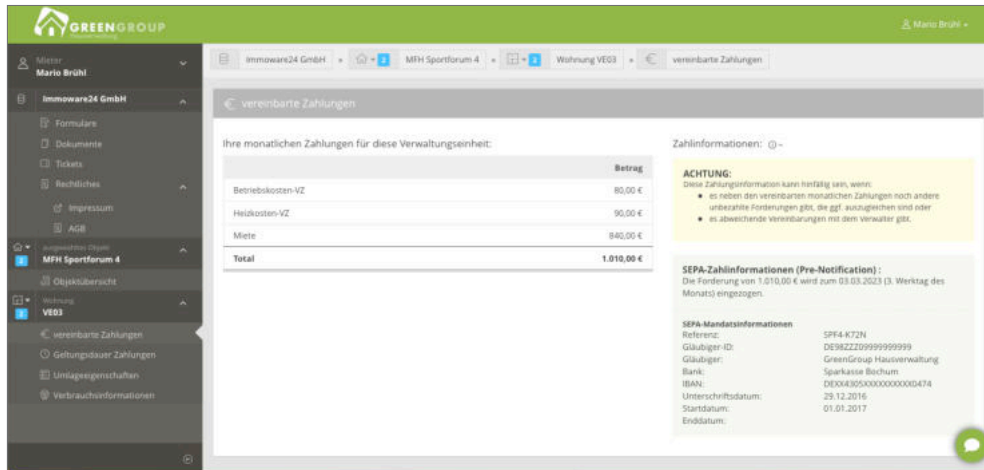 GREENGROUP
Hausverwaltung
Mario Brühl
Mieter
Mario Brühl
Immoware24 GmbH
Formulare
Dokumente
Tickets
Rechtliches
Impressum
AGB
ausgewähltes Objekt
MFH Sportforum 4
2
Objektübersicht
Wohnung
VE03
2
vereinbarte Zahlungen
Geltungsdauer Zahlungen
Umlageeigenschaften
Verbrauchsinformationen
Immoware24 GmbH » 2 MFH Sportforum 4 » 2 Wohnung VE03 » € vereinbarte Zahlungen
€ vereinbarte Zahlungen
Ihre monatlichen Zahlungen für diese Verwaltungseinheit:
Betrag
Betriebskosten-VZ 80,00 €
Heizkosten-VZ 90,00 €
Miete 840,00 €
Total 1.010,00 €
Zahlinformationen:
ACHTUNG:
Diese Zahlungsinformation kann hinfällig sein, wenn:
• es neben den vereinbarten monatlichen Zahlungen noch andere
unbezahlte Forderungen gibt, die ggf. auszugleichen sind oder
• es abweichende Vereinbarungen mit dem Verwalter gibt.
SEPA-Zahlinformationen (Pre-Notification) :
Die Forderung von 1.010,00 € wird zum 03.03.2023 (3. Werktag des
Monats) eingezogen.
SEPA-Mandatsinformationen
Referenz: SPF4-K72N
Gläubiger-ID: DE98ZZZ09999999999
Gläubiger: GreenGroup Hausverwaltung
Bank: Sparkasse Bochum
IBAN:
Unterschriftsdatum: 29.12.2016
Startdatum: 01.01.2017
Enddatum: